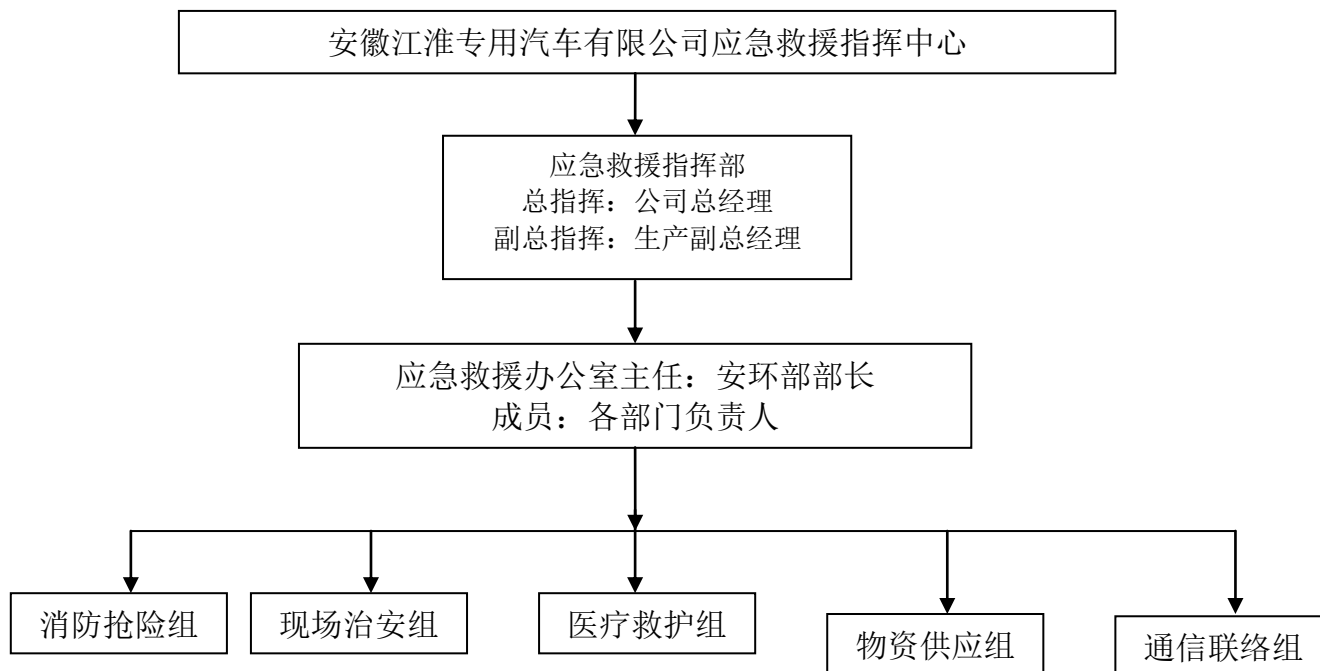 安徽江淮专用汽车有限公司应急救援指挥中心
应急救援指挥部
总指挥：公司总经理
副总指挥：生产副总经理
应急救援办公室主任：安环部部长
成员：各部门负责人
消防抢险组
现场治安组
医疗救护组
物资供应组
通信联络组